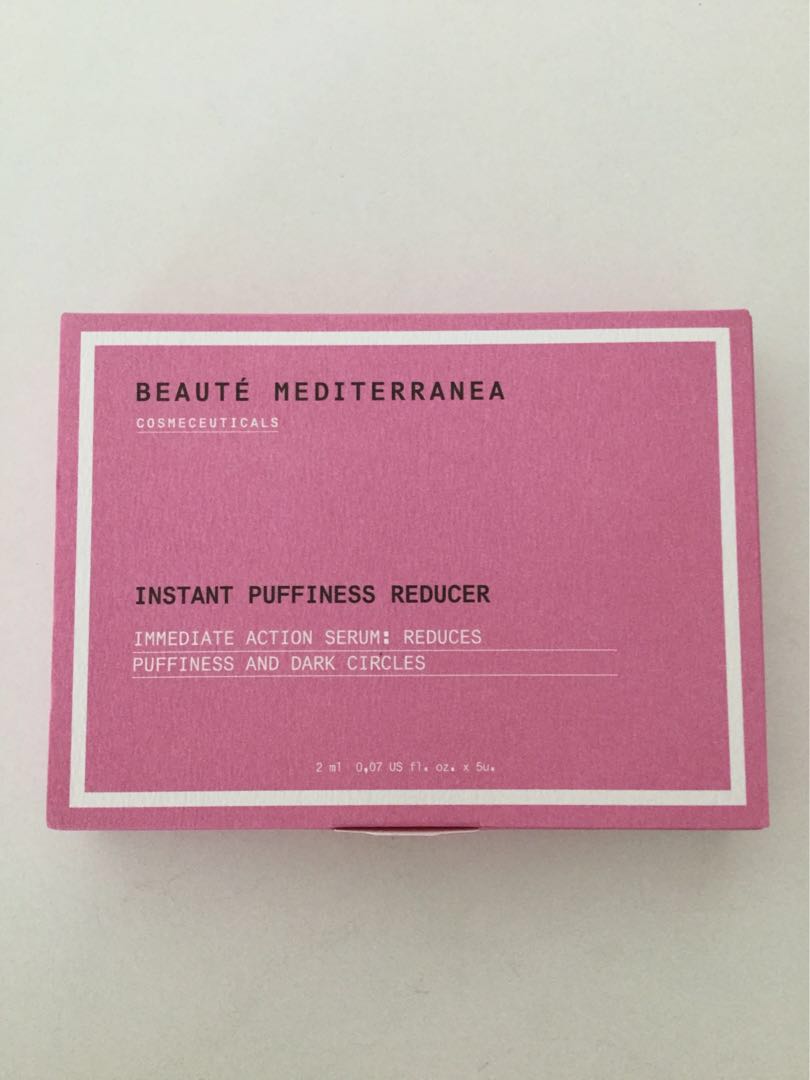 BEAUTÉ MEDITERRANEA
COSMECEUTICALS
INSTANT PUFFINESS REDUCER
IMMEDIATE ACTION SERUM: REDUCES
PUFFINESS AND DARK CIRCLES
2 ml 0,07 US fl. oz. x 5u.